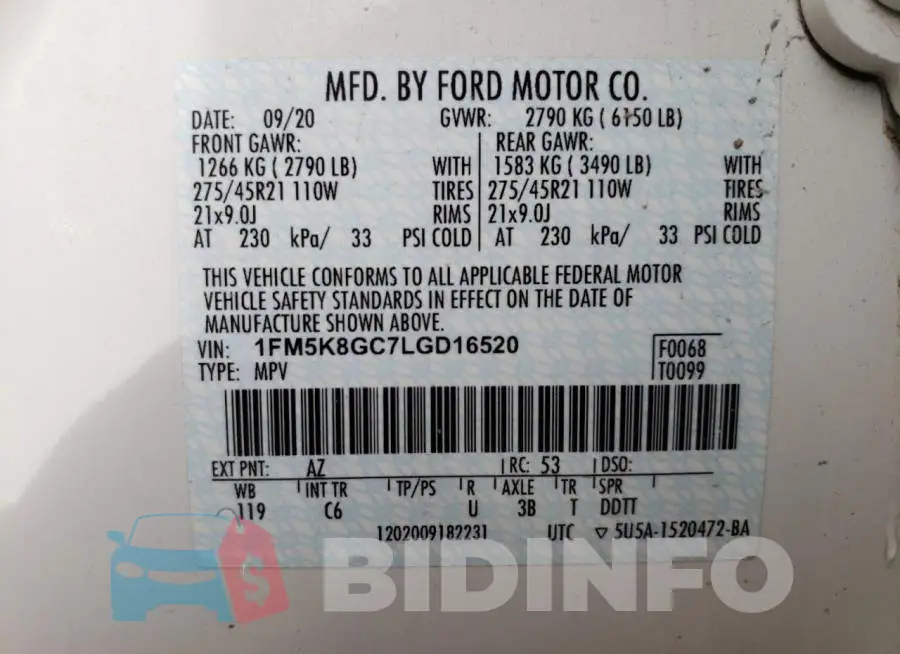 MFD. BY FORD MOTOR CO.
DATE: 09/20 GVWR: 2790 KG ( 6150 LB)
FRONT GAWR: REAR GAWR:
1266 KG ( 2790 LB) WITH 1583 KG ( 3490 LB) WITH
275/45R21 110W TIRES 275/45R21 110W TIRES
21x9.0J RIMS 21x9.0J RIMS
AT 230 kPa/ 33 PSI COLD AT 230 kPa/ 33 PSI COLD
THIS VEHICLE CONFORMS TO ALL APPLICABLE FEDERAL MOTOR
VEHICLE SAFETY STANDARDS IN EFFECT ON THE DATE OF
MANUFACTURE SHOWN ABOVE.
VIN: 1FM5K8GC7LGD16520 F0068
TYPE: MPV T0099
EXT PNT: AZ RC: 53 DSO:
WB INT TR TP/PS R AXLE TR SPR
119 C6 U 3B T DDTT
1202009182231 UTC ▽ 5U5A-1520472-BA
$ BIDINFO